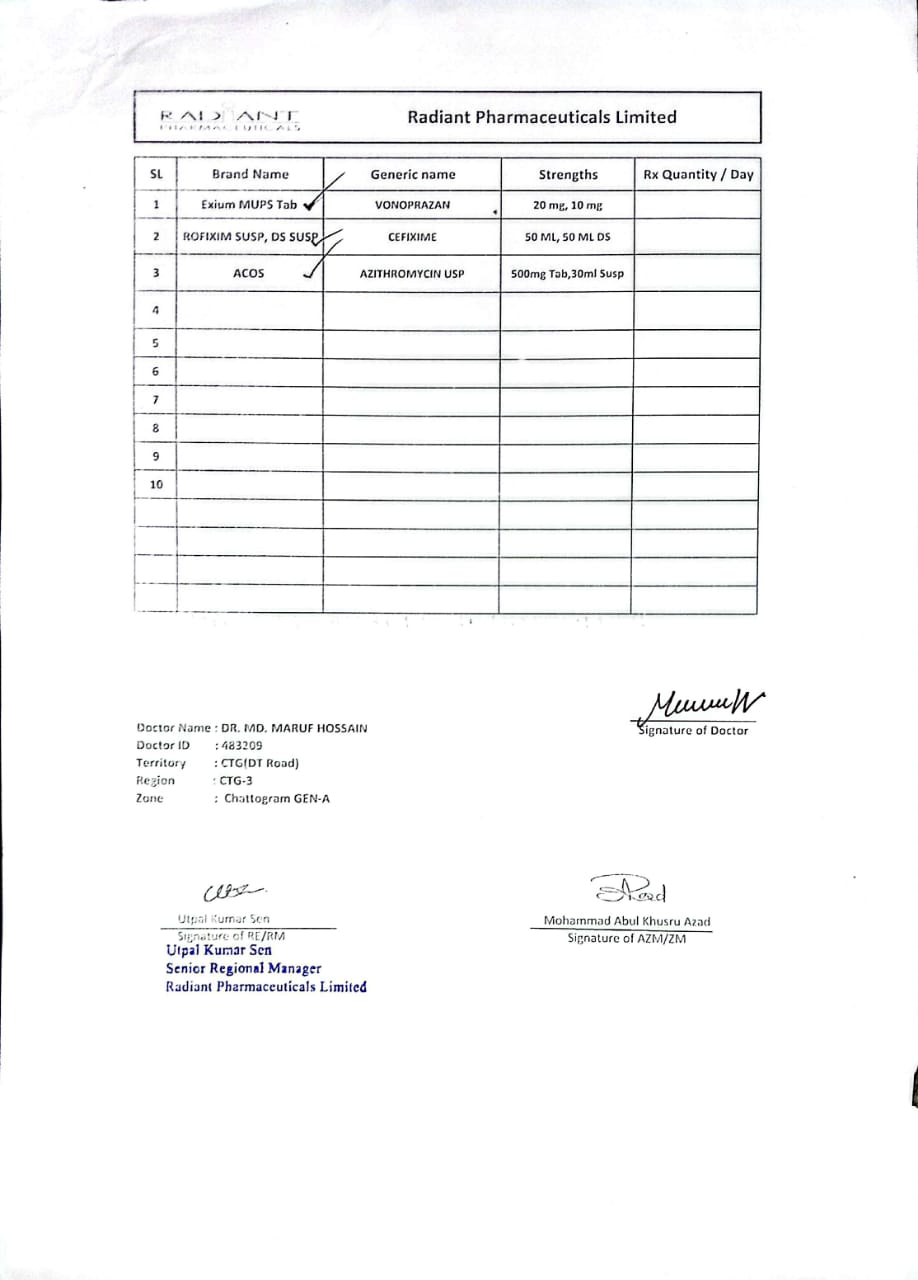 RADIANT
PHARMACEUTICALS
Radiant Pharmaceuticals Limited
SL Brand Name Generic name Strengths Rx Quantity / Day
1 Exium MUPS Tab VONOPRAZAN 20 mg, 10 mg
2 ROFIXIM SUSP, DS SUSP CEFIXIME 50 ML, 50 ML DS
3 ACOS AZITHROMYCIN USP 500mg Tab,30ml Susp
4
5
6
7
8
9
10
Signature of Doctor
Doctor Name : DR. MD. MARUF HOSSAIN
Doctor ID : 483209
Territory : CTG(DT Road)
Region : CTG-3
Zone : Chattogram GEN-A
Utpal Kumar Sen
Signature of RE/RM
Utpal Kumar Sen
Senior Regional Manager
Radiant Pharmaceuticals Limited
Azad
Mohammad Abul Khusru Azad
Signature of AZM/ZM